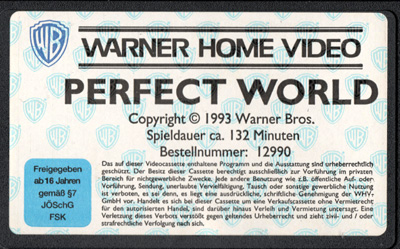 WB
WARNER HOME VIDEO
PERFECT WORLD
Copyright © 1993 Warner Bros.
Spieldauer ca. 132 Minuten
Bestellnummer: 12990
Freigegeben
ab 16 Jahren
gemäß §7
JÖSchG
FSK
Das auf dieser Videocassette enthaltene Programm und die Ausstattung sind urheberrechtlich
geschützt. Der Besitz dieser Cassette berechtigt ausschließlich zur Vorführung im privaten
Bereich für nichtgewerbliche Zwecke. Jede andere Benutzung wie z.B. öffentliche Auf- oder
Vorführung, Sendung, unerlaubte Vervielfältigung, Tausch oder sonstige gewerbliche Nutzung
ist verboten, es sei denn, es liegt eine ausdrückliche, schriftliche Genehmigung der WHV-
GmbH vor. Handelt es sich bei dieser Cassette um eine Verkaufscassette ohne Vermietrecht
für den autorisierten Handel, sind darüber hinaus Verleih und Vermietung untersagt. Eine
Verletzung dieses Verbots verstößt gegen geltendes Urheberrecht und zieht zivil- und / oder
strafrechtliche Verfolgung nach sich.